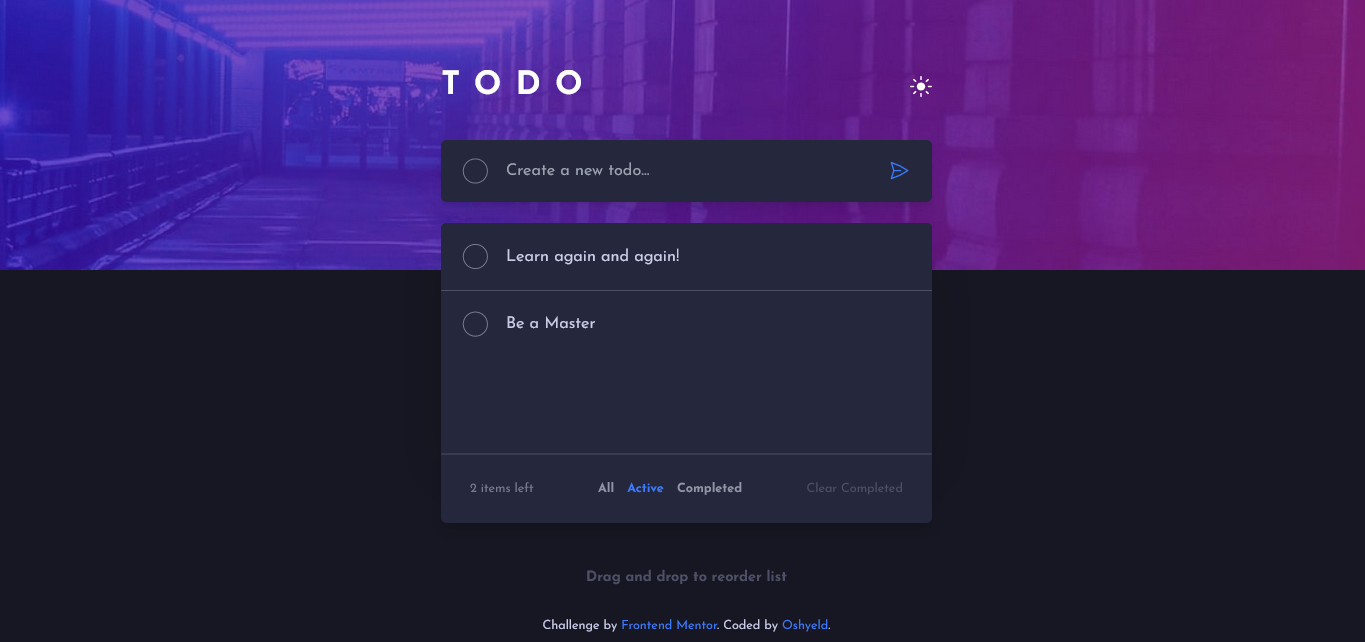 TODO
Create a new todo...
Learn again and again!
Be a Master
2 items left All Active Completed Clear Completed
Drag and drop to reorder list
Challenge by Frontend Mentor. Coded by Oshyeld.